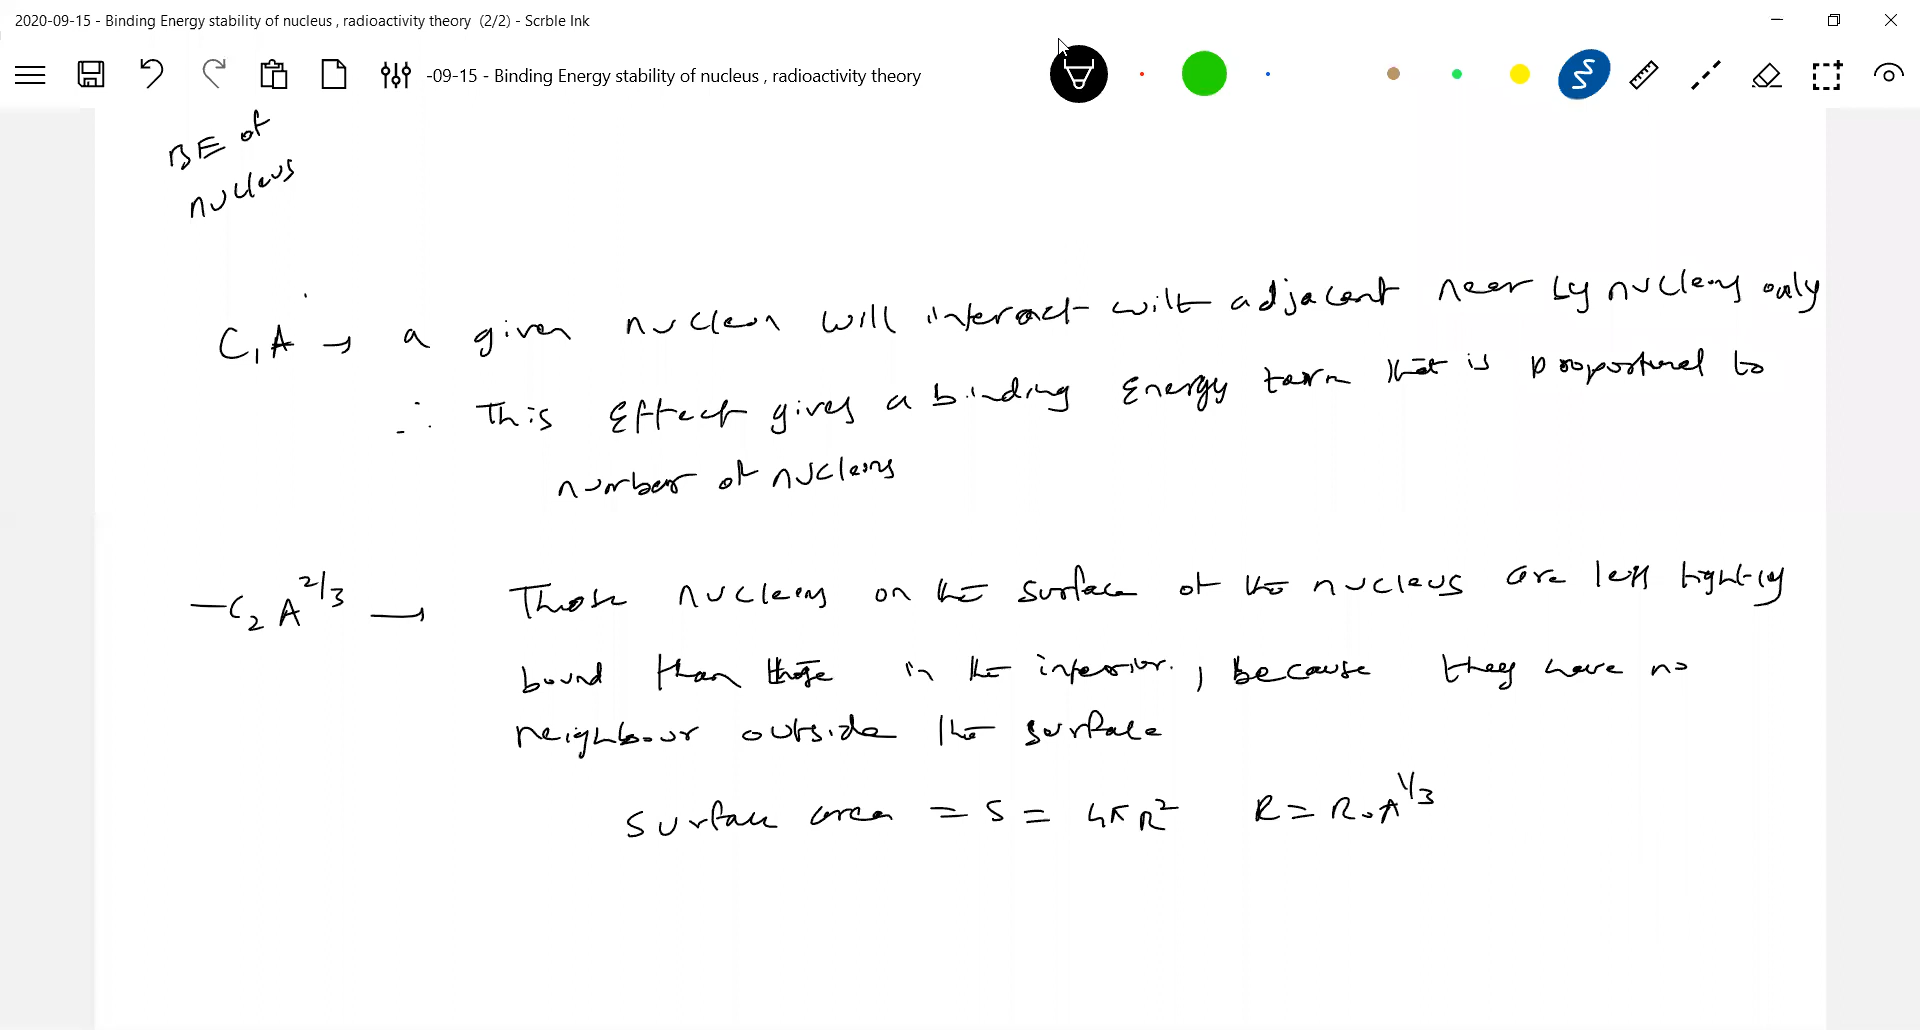 2020-09-15 - Binding Energy stability of nucleus , radioactivity theory  (2/2) - Scrble Ink
-09-15 - Binding Energy stability of nucleus , radioactivity theory
BE of
nucleus
C₁A → a given nucleon will interact with adjacent near by nucleons only
∴ This Effect gives a binding Energy term that is proportional to
number of nucleons
-C₂ A^2/3 → Those nucleons on the surface of the nucleus are less tightly
bound than those in the interior, because they have no
neighbour outside the surface
Surface area = S = 4πR² R = R₀A^1/3